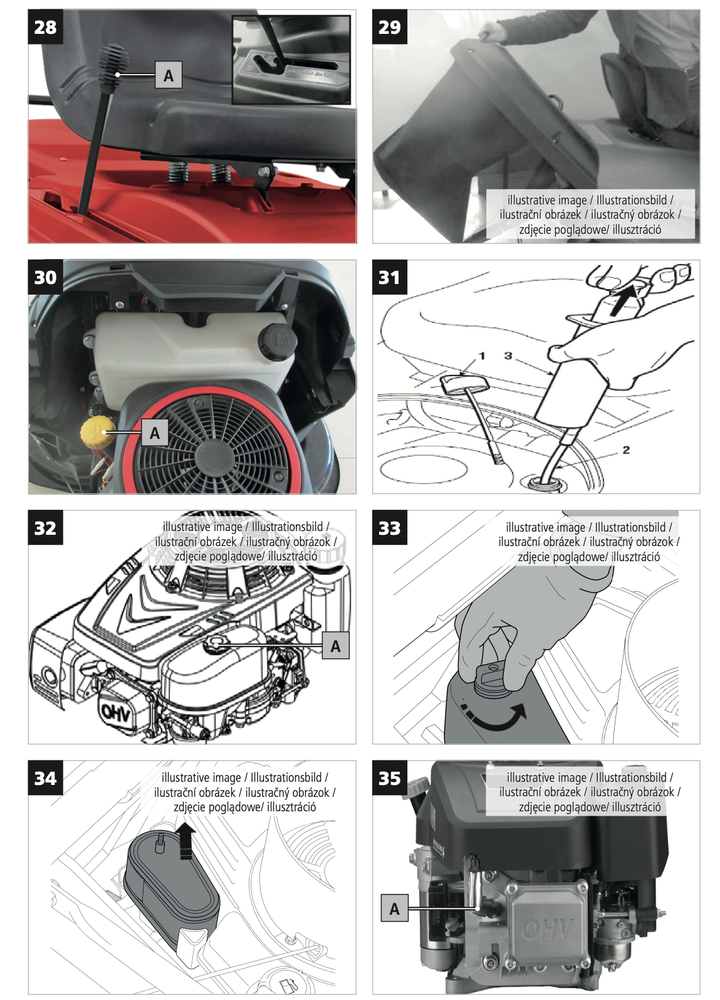 28
A
29
illustrative image / Illustrationsbild /
ilustrační obrázek / ilustračný obrázok /
zdjęcie poglądowe/ illusztráció
30
A
31
1
3
2
32
illustrative image / Illustrationsbild /
ilustrační obrázek / ilustračný obrázok /
zdjęcie poglądowe/ illusztráció
A
OHV
33
illustrative image / Illustrationsbild /
ilustrační obrázek / ilustračný obrázok /
zdjęcie poglądowe/ illusztráció
34
illustrative image / Illustrationsbild /
ilustrační obrázek / ilustračný obrázok /
zdjęcie poglądowe/ illusztráció
35
illustrative image / Illustrationsbild /
ilustrační obrázek / ilustračný obrázok /
zdjęcie poglądowe/ illusztráció
A
OHV